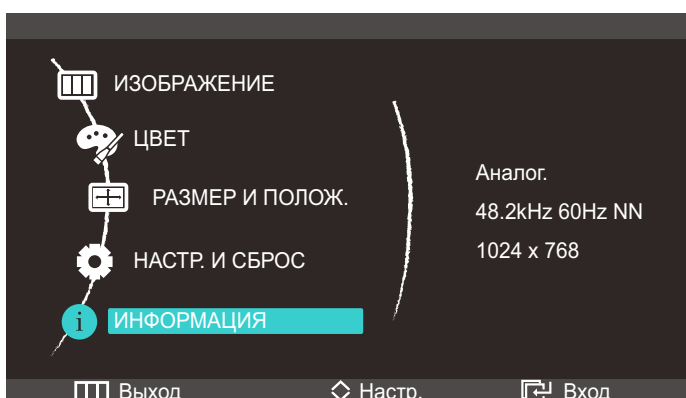 ИЗОБРАЖЕНИЕ
ЦВЕТ
РАЗМЕР И ПОЛОЖ.
НАСТР. И СБРОС
ИНФОРМАЦИЯ
Аналог.
48.2kHz 60Hz NN
1024 x 768
Выход Настр. Вход